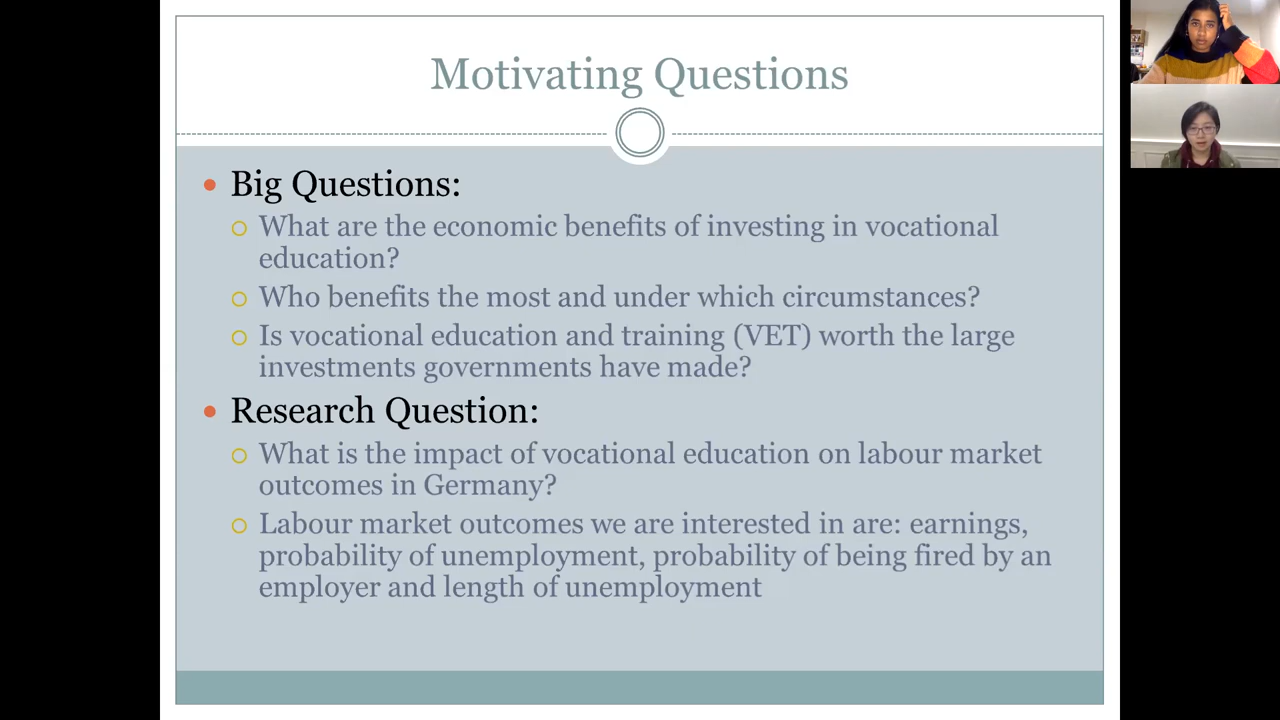 Motivating Questions
Big Questions:
What are the economic benefits of investing in vocational
education?
Who benefits the most and under which circumstances?
Is vocational education and training (VET) worth the large
investments governments have made?
Research Question:
What is the impact of vocational education on labour market
outcomes in Germany?
Labour market outcomes we are interested in are: earnings,
probability of unemployment, probability of being fired by an
employer and length of unemployment